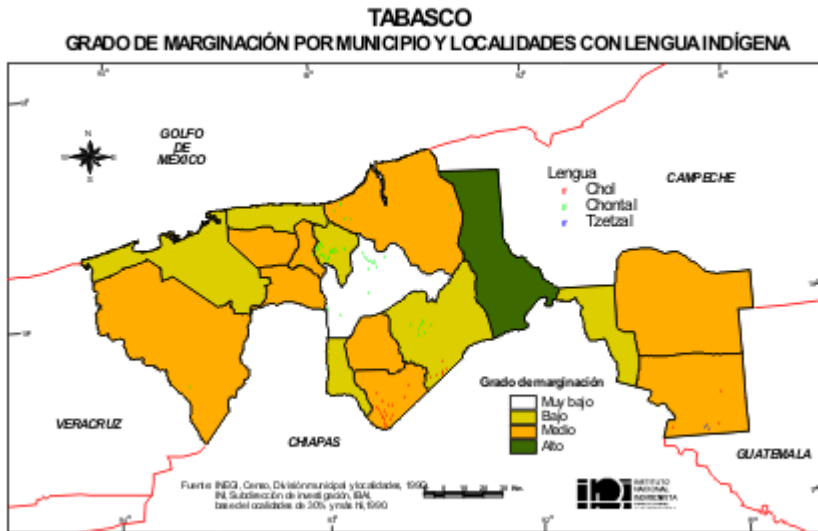 TABASCO
GRADO DE MARGINACIÓN POR MUNICIPIO Y LOCALIDADES CON LENGUA INDÍGENA
N
GOLFO
DE
MÉXICO
S
Lengua
Chol
Chontal
Tzetzal
CAMPECHE
Grado de marginación
Muy bajo
Bajo
Medio
Alto
VERACRUZ
CHIAPAS
GUATEMALA
Fuente: INEGI, Censo, División municipal y localidades, 1990
INI, Subdirección de investigación, IBAI,
base de localidades de 30% y más hli, 1990
INSTITUTO
NACIONAL
INDIGENISTA